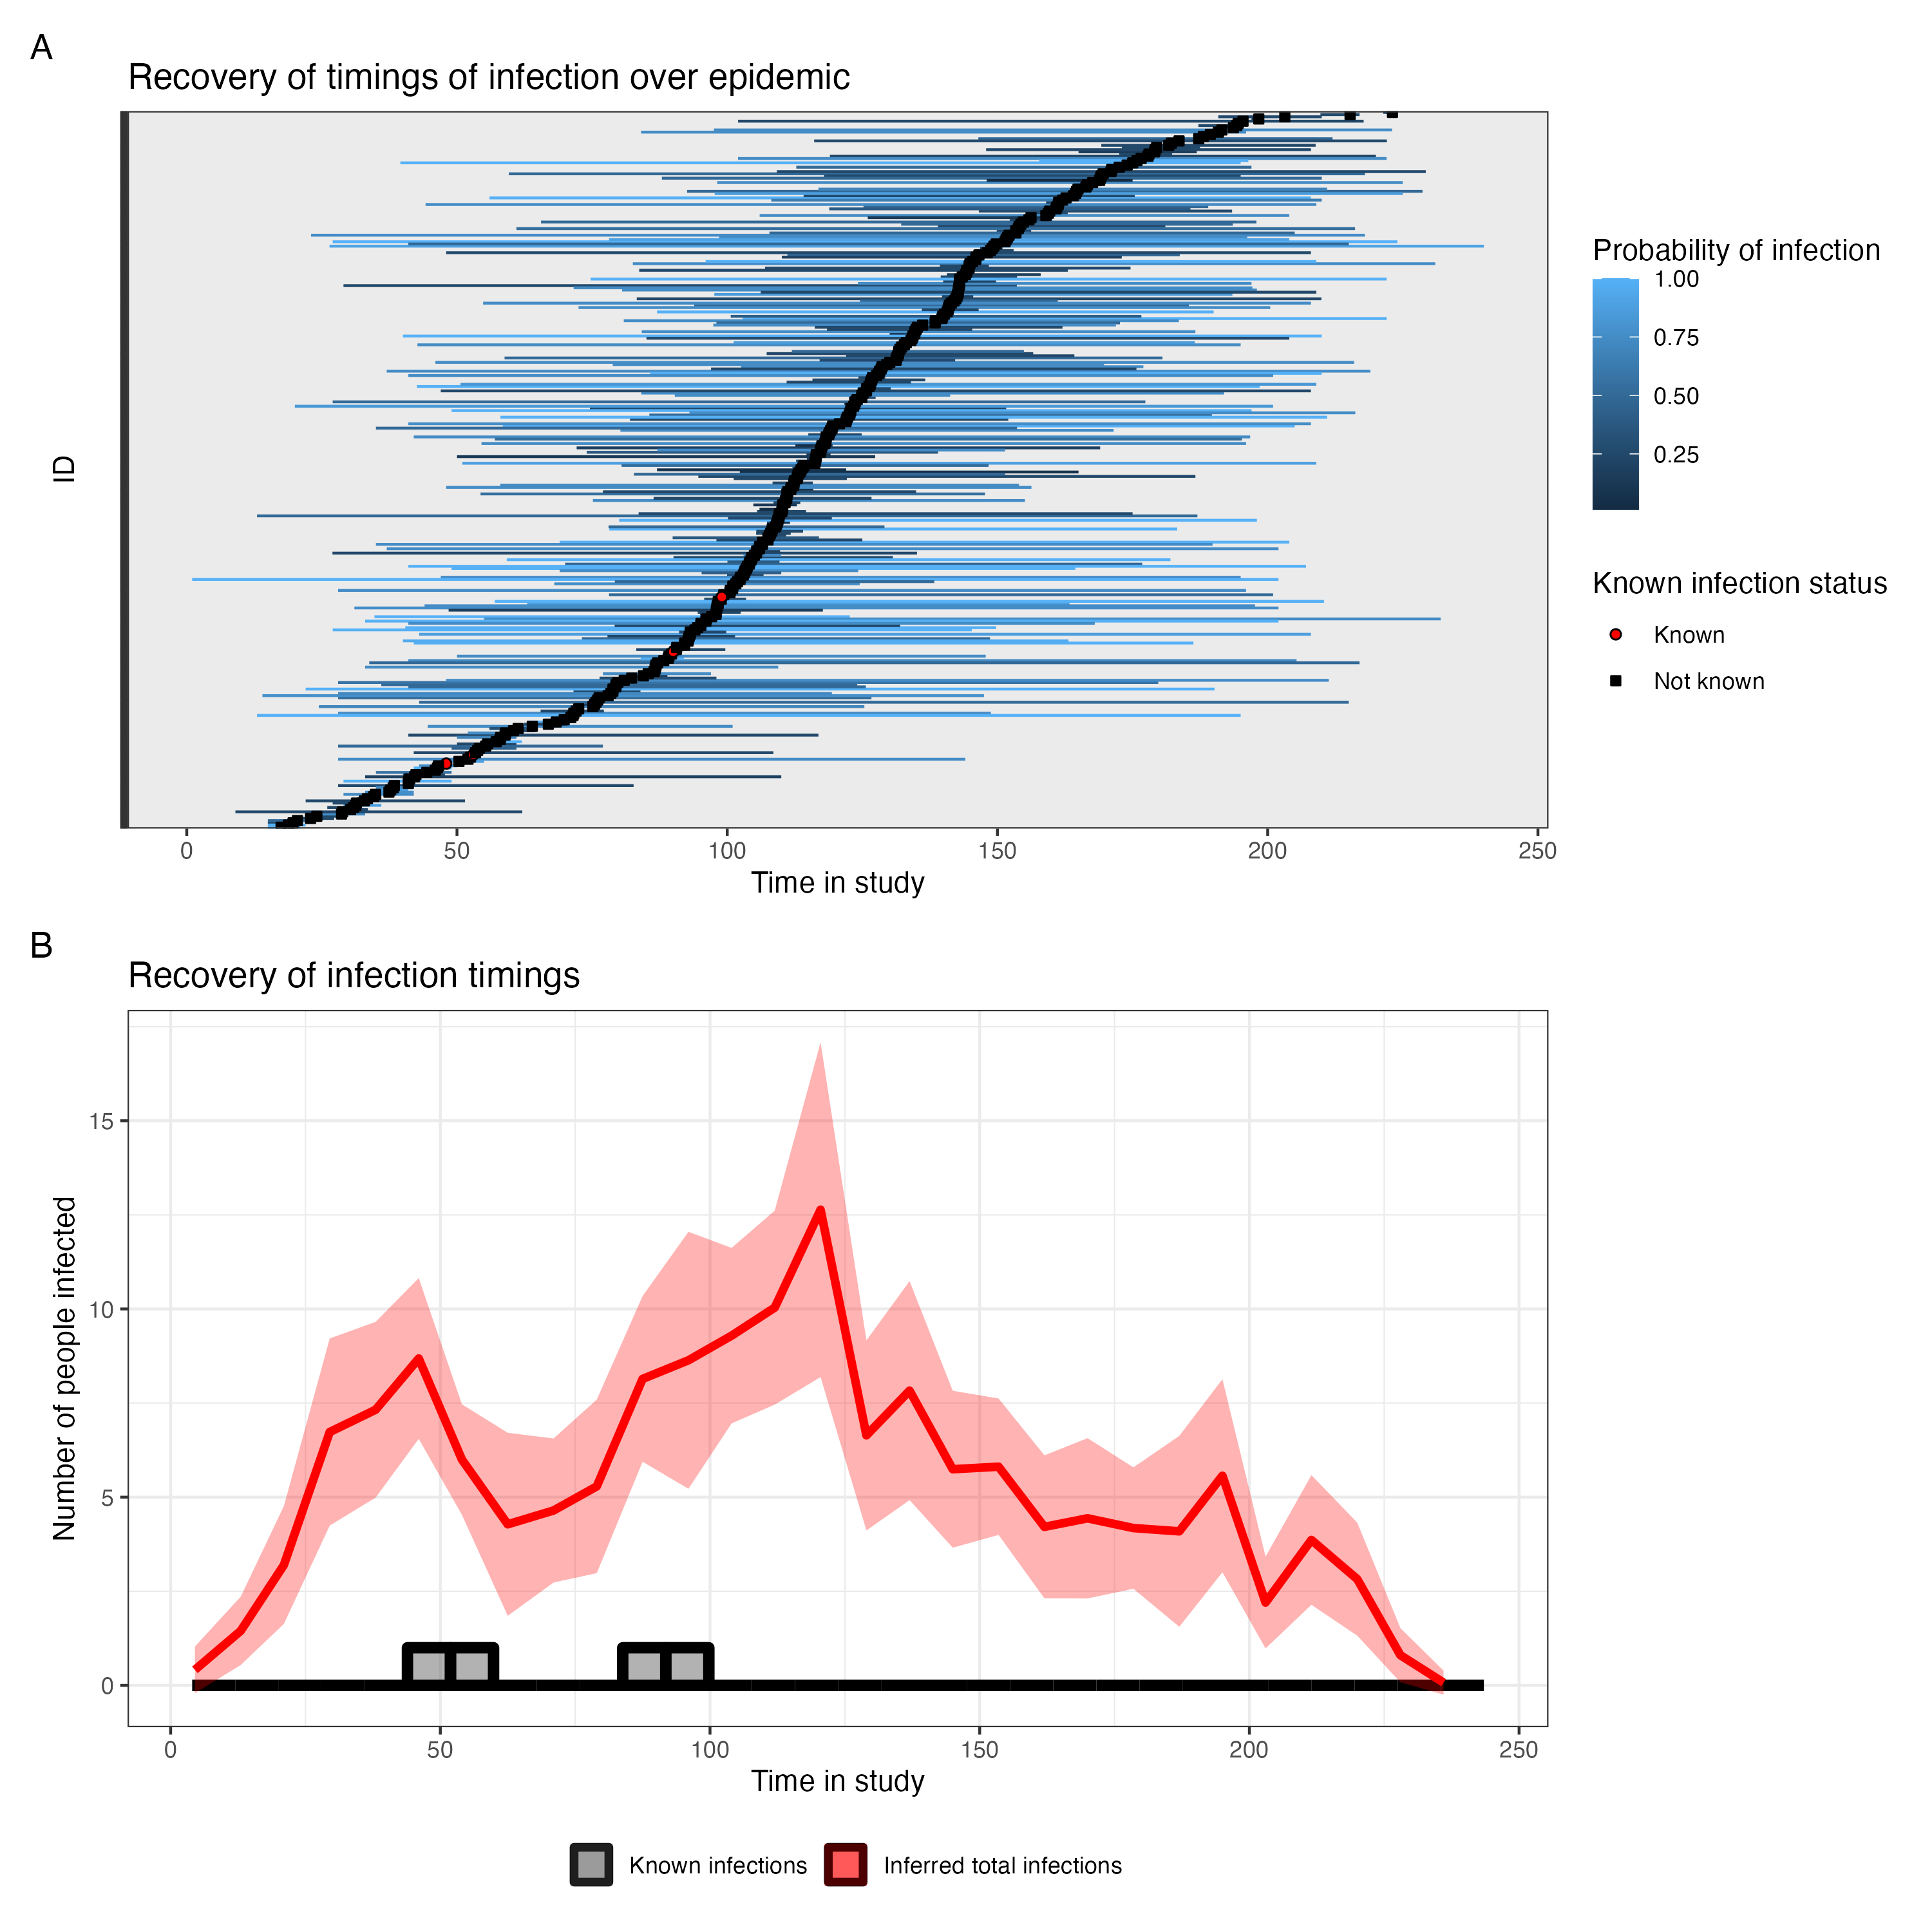 A
Recovery of timings of infection over epidemic
ID
0 50 100 150 200 250
Time in study
Probability of infection
1.00
0.75
0.50
0.25
Known infection status
Known
Not known
B
Recovery of infection timings
Number of people infected
15
10
5
0
0 50 100 150 200 250
Time in study
Known infections Inferred total infections